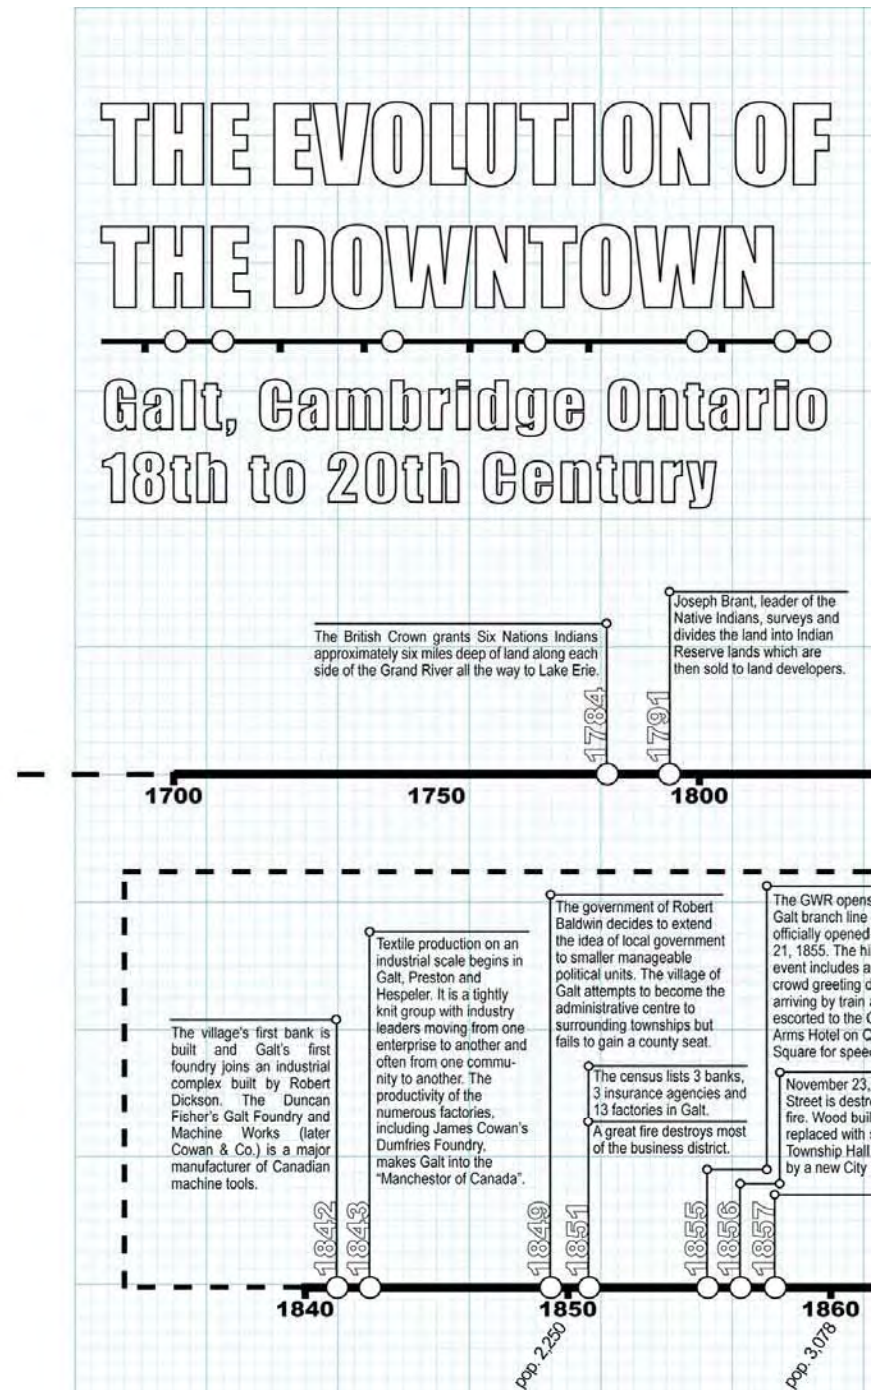 THE EVOLUTION OF
THE DOWNTOWN
Galt, Cambridge Ontario
18th to 20th Century
The British Crown grants Six Nations Indians
approximately six miles deep of land along each
side of the Grand River all the way to Lake Erie.
1784
Joseph Brant, leader of the
Native Indians, surveys and
divides the land into Indian
Reserve lands which are
then sold to land developers.
1791
1700
1750
1800
The village's first bank is
built and Galt's first
foundry joins an industrial
complex built by Robert
Dickson. The Duncan
Fisher's Galt Foundry and
Machine Works (later
Cowan & Co.) is a major
manufacturer of Canadian
machine tools.
1842
Textile production on an
industrial scale begins in
Galt, Preston and
Hespeler. It is a tightly
knit group with industry
leaders moving from one
enterprise to another and
often from one commu-
nity to another. The
productivity of the
numerous factories,
including James Cowan's
Dumfries Foundry,
makes Galt into the
"Manchestor of Canada".
1843
The government of Robert
Baldwin decides to extend
the idea of local government
to smaller manageable
political units. The village of
Galt attempts to become the
administrative centre to
surrounding townships but
fails to gain a county seat.
1849
The census lists 3 banks,
3 insurance agencies and
13 factories in Galt.
A great fire destroys most
of the business district.
1851
The GWR opens
Galt branch line
officially opened
21, 1855. The hi
event includes a
crowd greeting d
arriving by train a
escorted to the
Arms Hotel on
Square for speec
1855
November 23,
Street is destr
fire. Wood buil
replaced with s
Township Hall
by a new City
1856
1857
1840
1850
1860
pop. 2,250
pop. 3,078